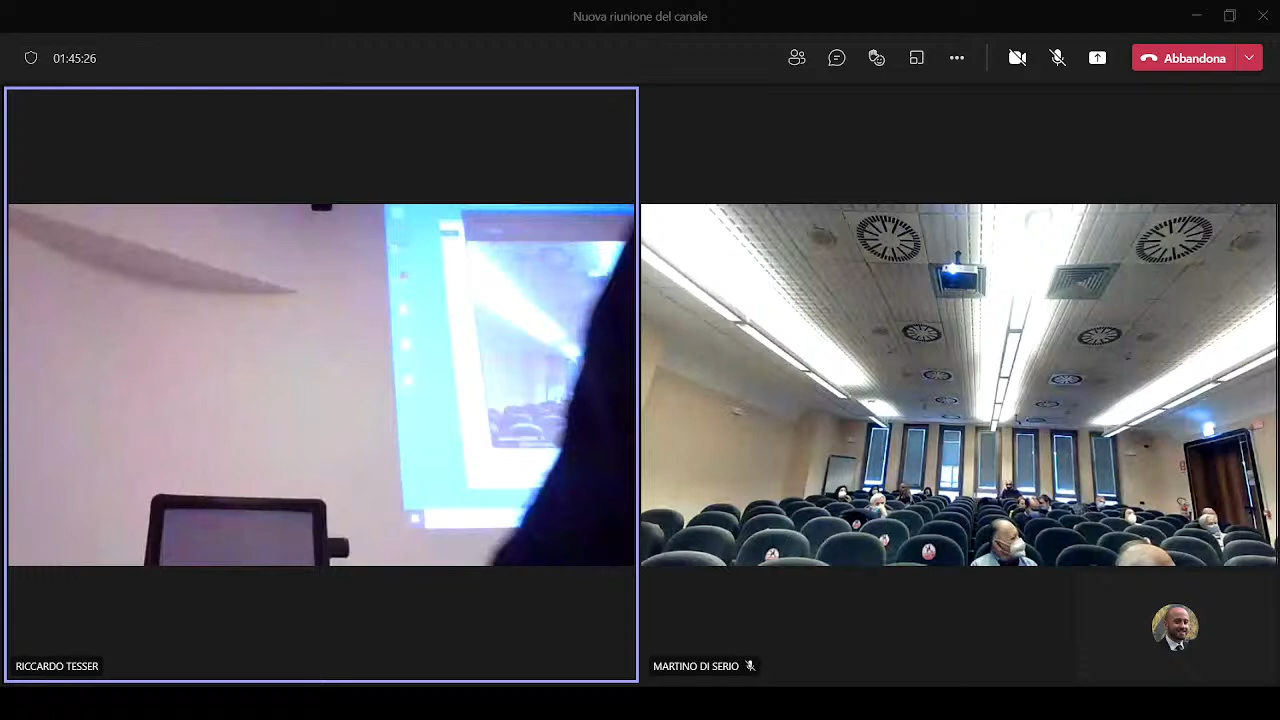 Nuova riunione del canale
01:45:26
Abbandona
RICCARDO TESSER
MARTINO DI SERIO